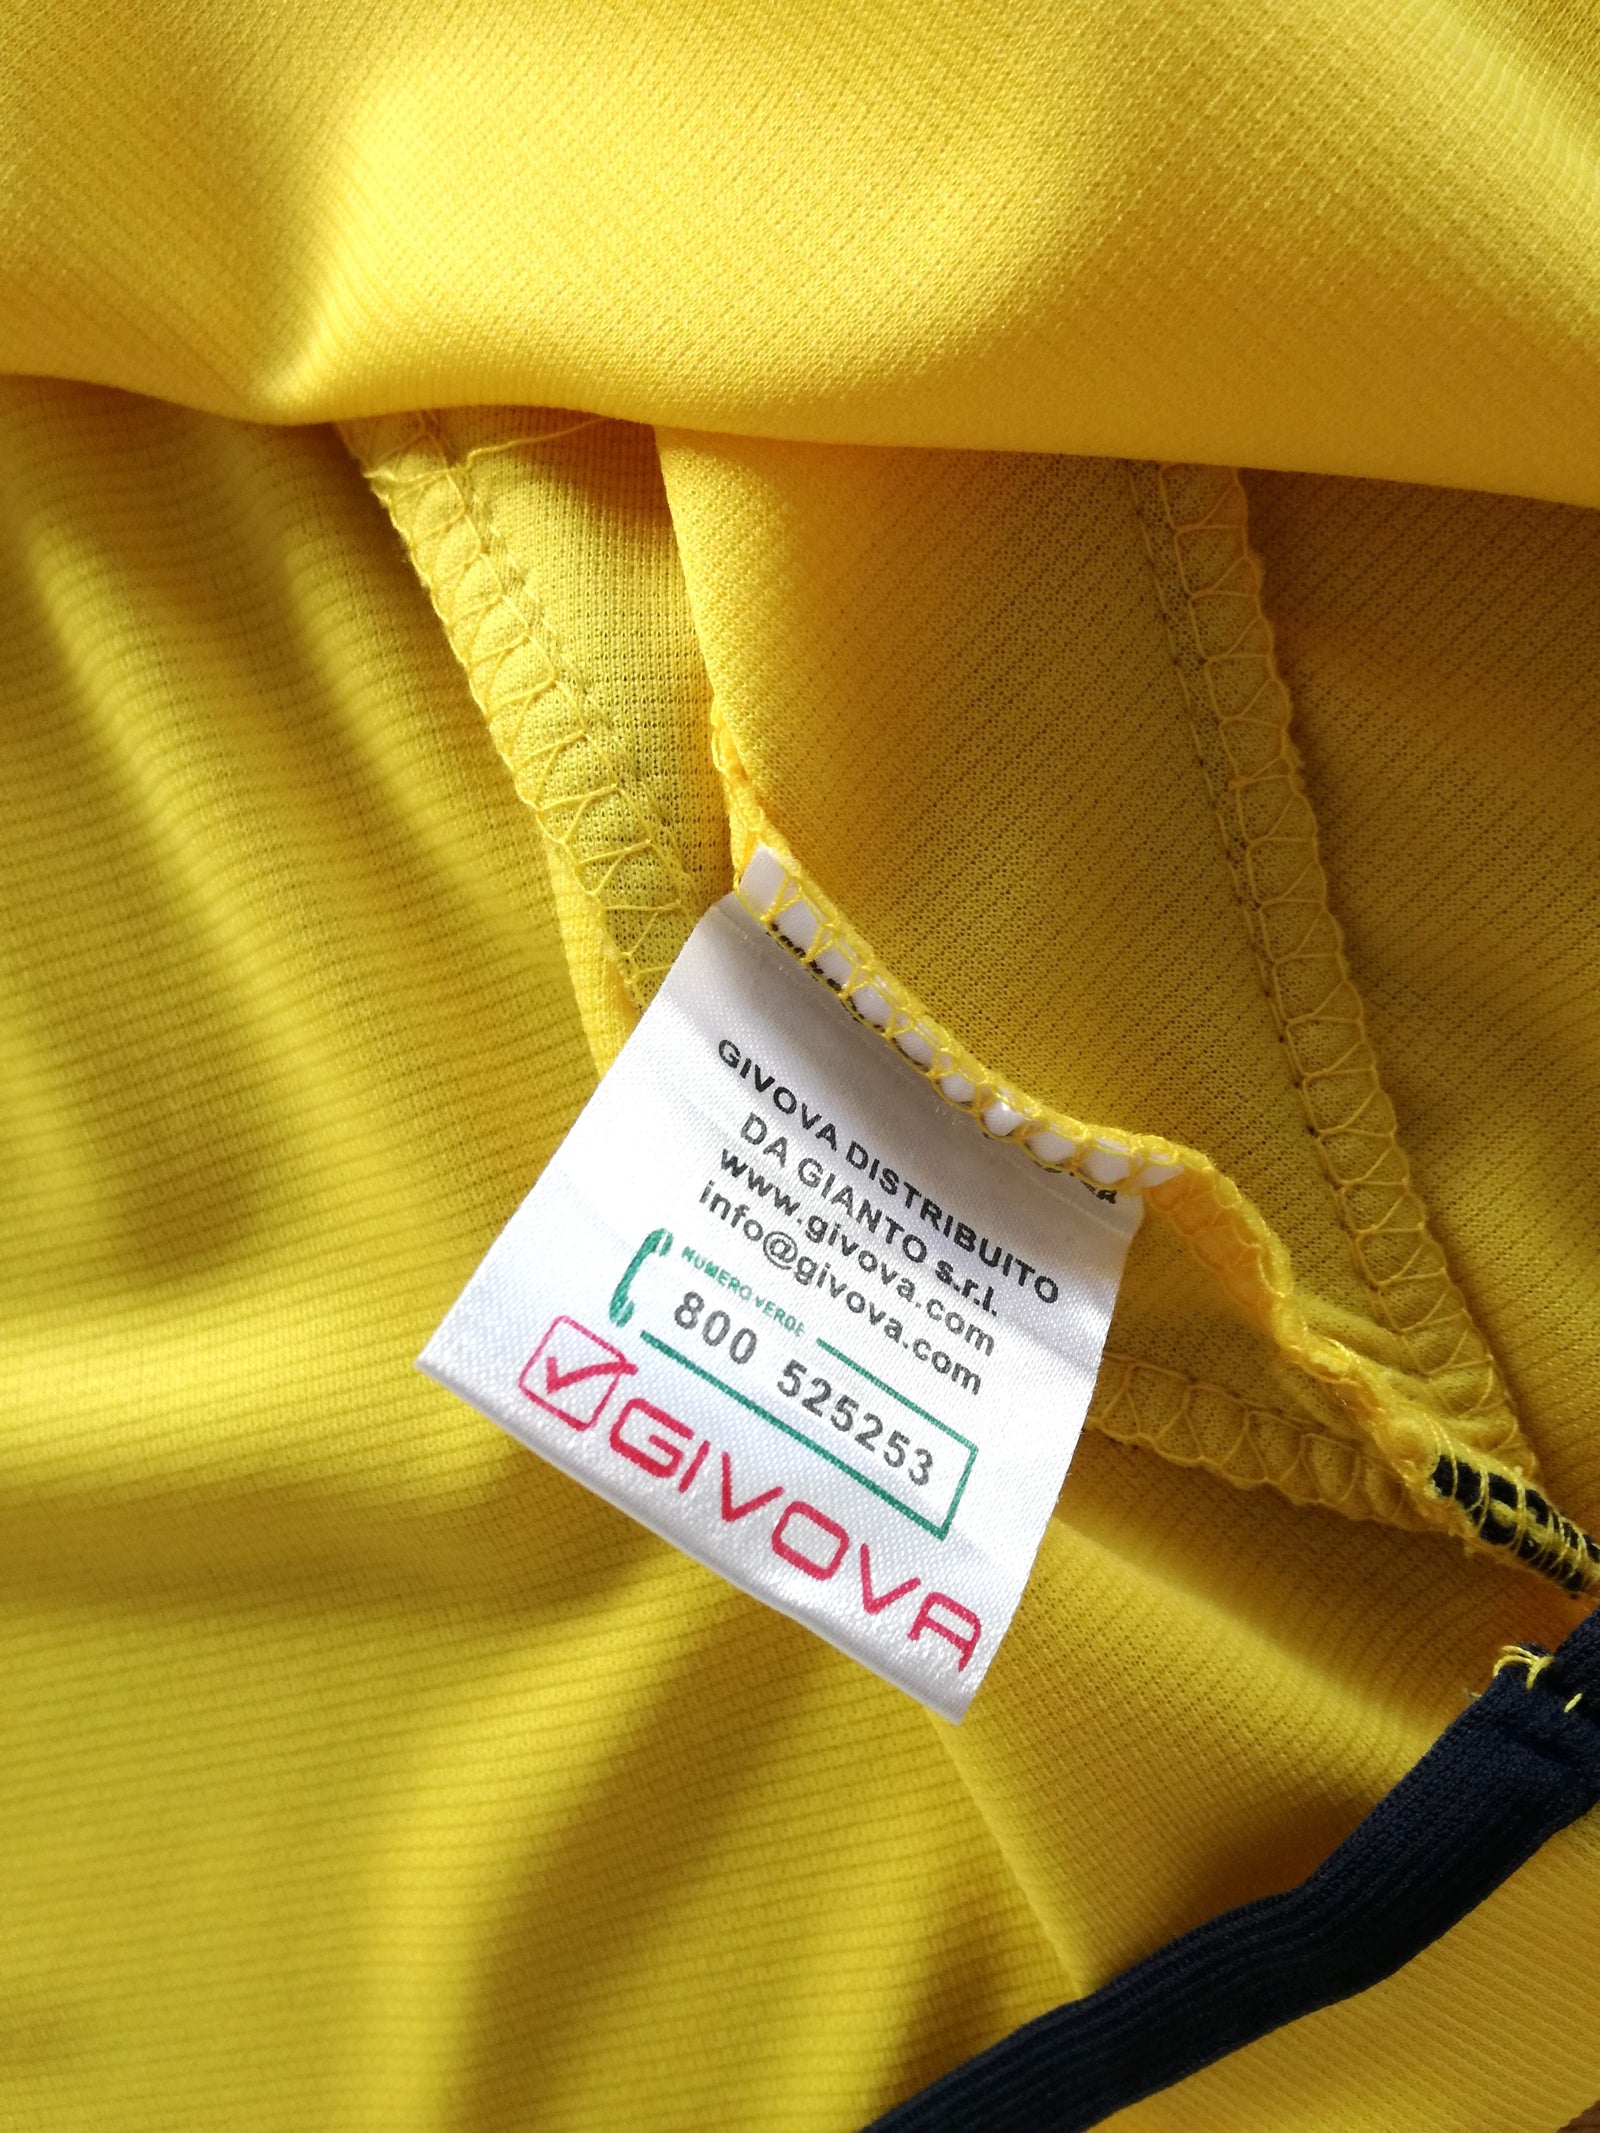 GIVOVA DISTRIBUITO
DA GIANTO s.r.l.
www.givova.com
info@givova.com
NUMERO VERDE
800 525253
GIVOVA